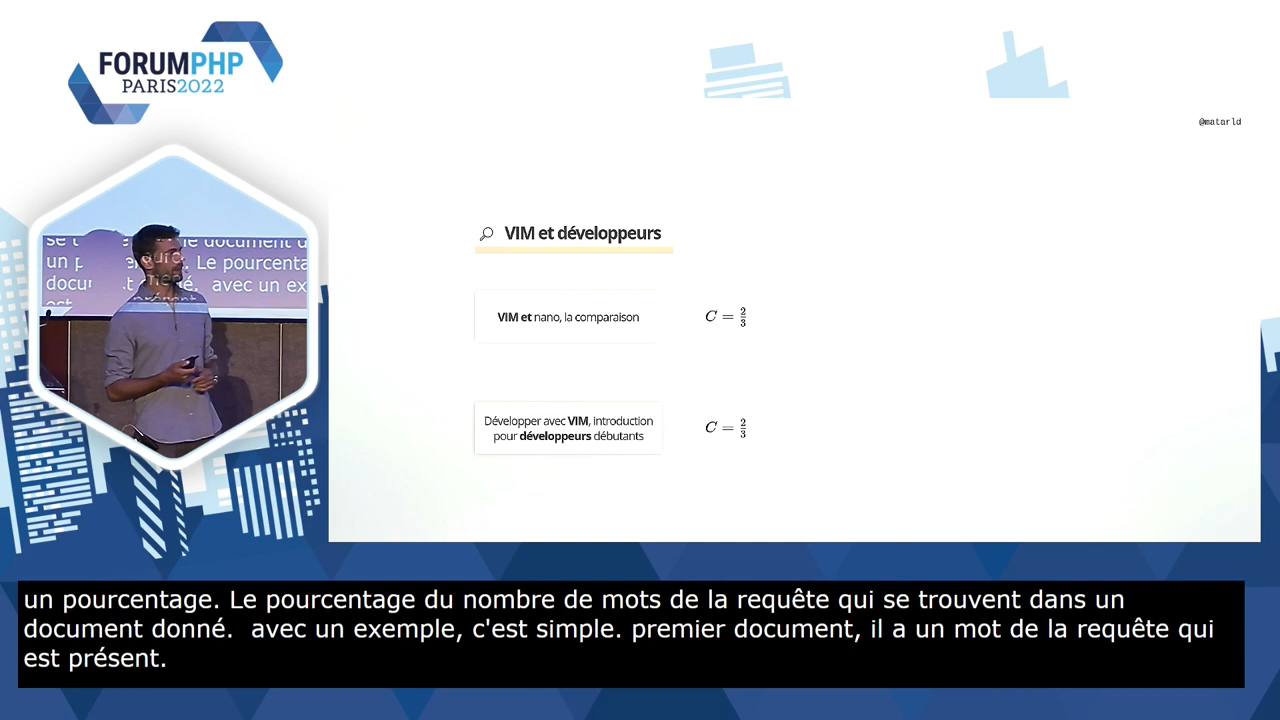 FORUMPHP
PARIS2022
@matarld
VIM et développeurs
VIM et nano, la comparaison
C = 2/3
Développer avec VIM, introduction
pour développeurs débutants
C = 2/3
un pourcentage. Le pourcentage du nombre de mots de la requête qui se trouvent dans un
document donné.  avec un exemple, c'est simple. premier document, il a un mot de la requête qui
est présent.